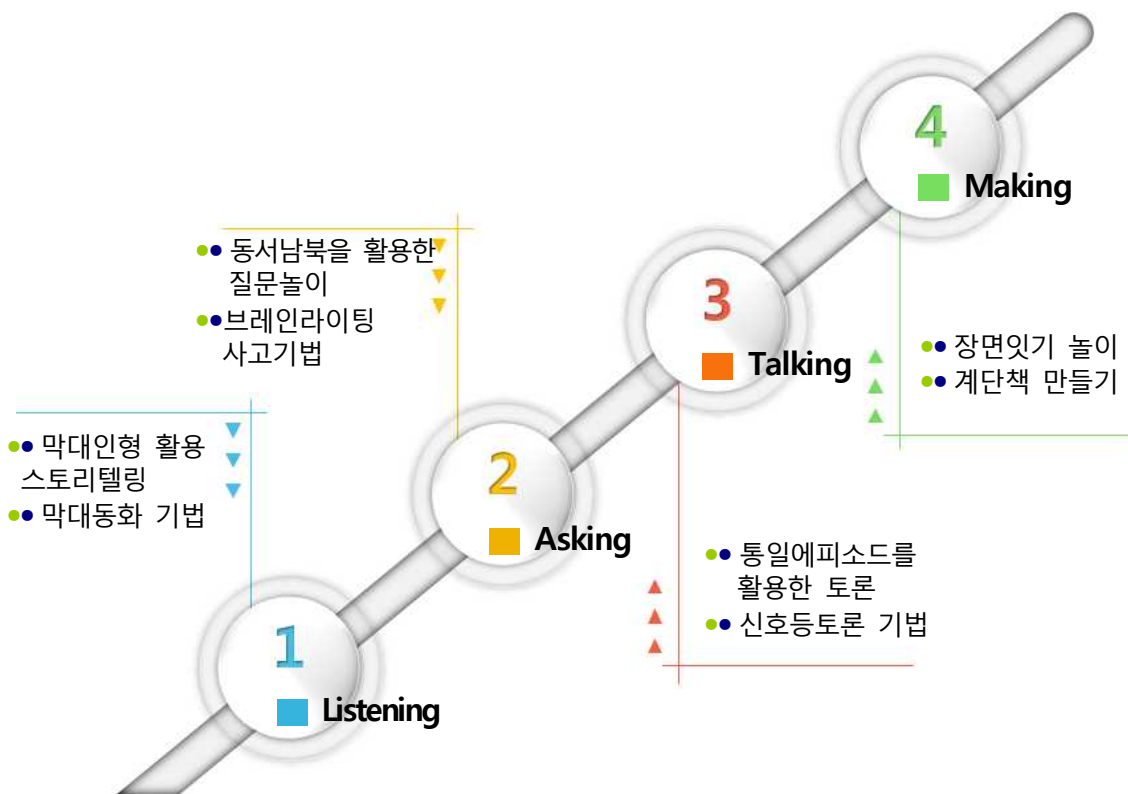 1
Listening
막대인형 활용
스토리텔링
막대동화 기법
2
Asking
동서남북을 활용한
질문놀이
브레인라이팅
사고기법
3
Talking
통일에피소드를
활용한 토론
신호등토론 기법
4
Making
장면잇기 놀이
계단책 만들기